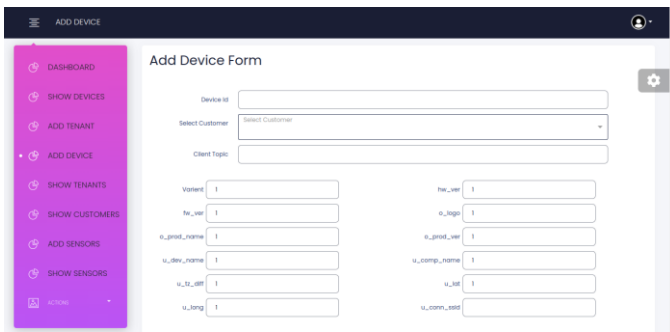 ADD DEVICE
DASHBOARD
SHOW DEVICES
ADD TENANT
ADD DEVICE
SHOW TENANTS
SHOW CUSTOMERS
ADD SENSORS
SHOW SENSORS
ACTIONS
Add Device Form
Device Id
Select Customer Select Customer
Client Topic
Varient 1 hw_ver 1
fw_ver 1 o_logo 1
o_prod_name 1 o_prod_ver 1
u_dev_name 1 u_comp_name 1
u_tz_diff 1 u_lat 1
u_long 1 u_conn_ssid